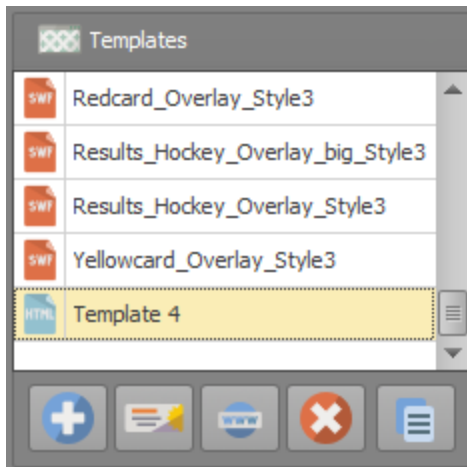 Templates
SWF Redcard_Overlay_Style3
SWF Results_Hockey_Overlay_big_Style3
SWF Results_Hockey_Overlay_Style3
SWF Yellowcard_Overlay_Style3
HTML Template 4
www